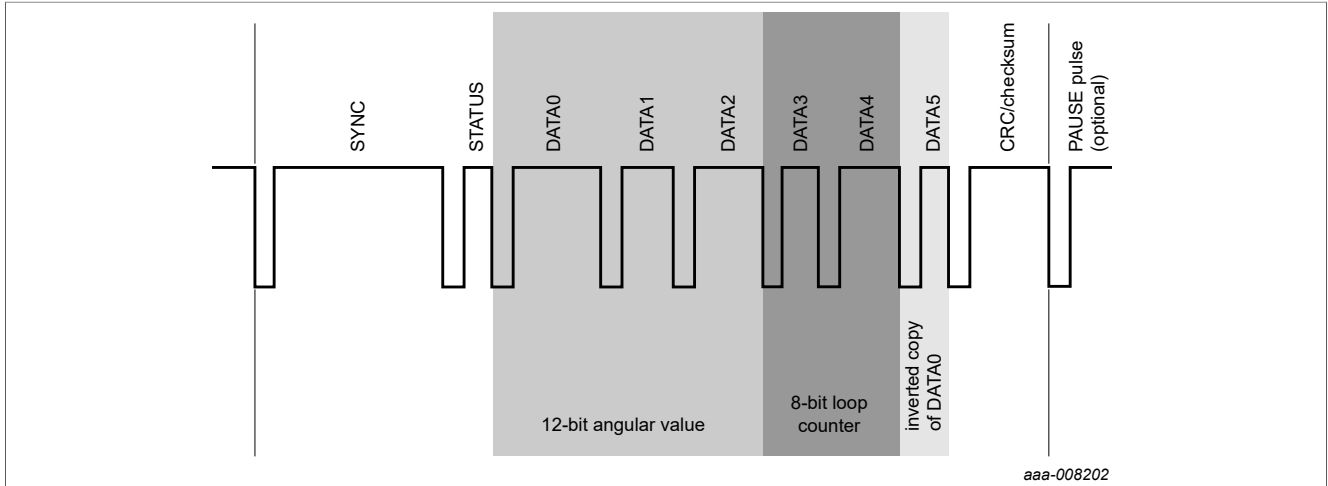 SYNC
STATUS
DATA0
DATA1
DATA2
DATA3
DATA4
DATA5
CRC/checksum
PAUSE pulse
(optional)
12-bit angular value
8-bit loop
counter
inverted copy
of DATA0
aaa-008202